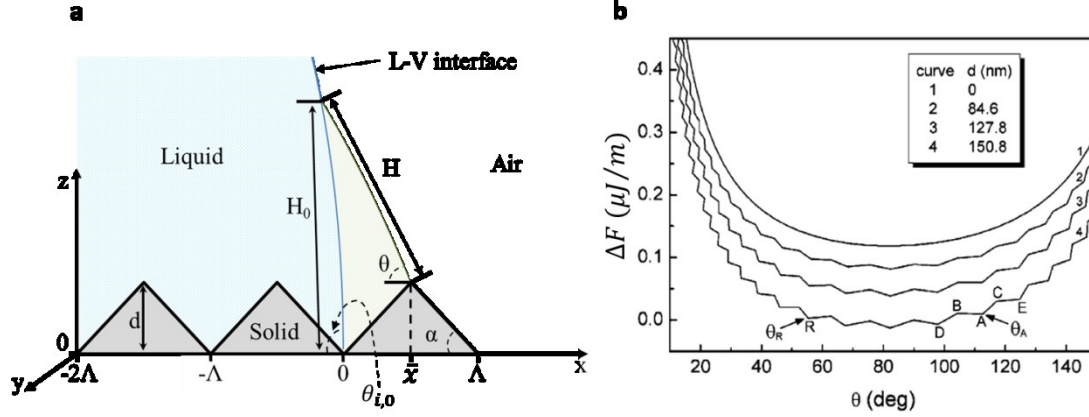 a
L-V interface
Liquid
H
Air
z
H₀
θ
d
Solid
α
0
y
-2Λ
-Λ
0
x̄
Λ
x
θᵢ,₀
b
ΔF (μJ/m)
0.4
0.3
0.2
0.1
0.0
curve d (nm)
1 0
2 84.6
3 127.8
4 150.8
1
2
3
4
θ_R
R
D
B
A
C
E
θ_A
20 40 60 80 100 120 140
θ (deg)